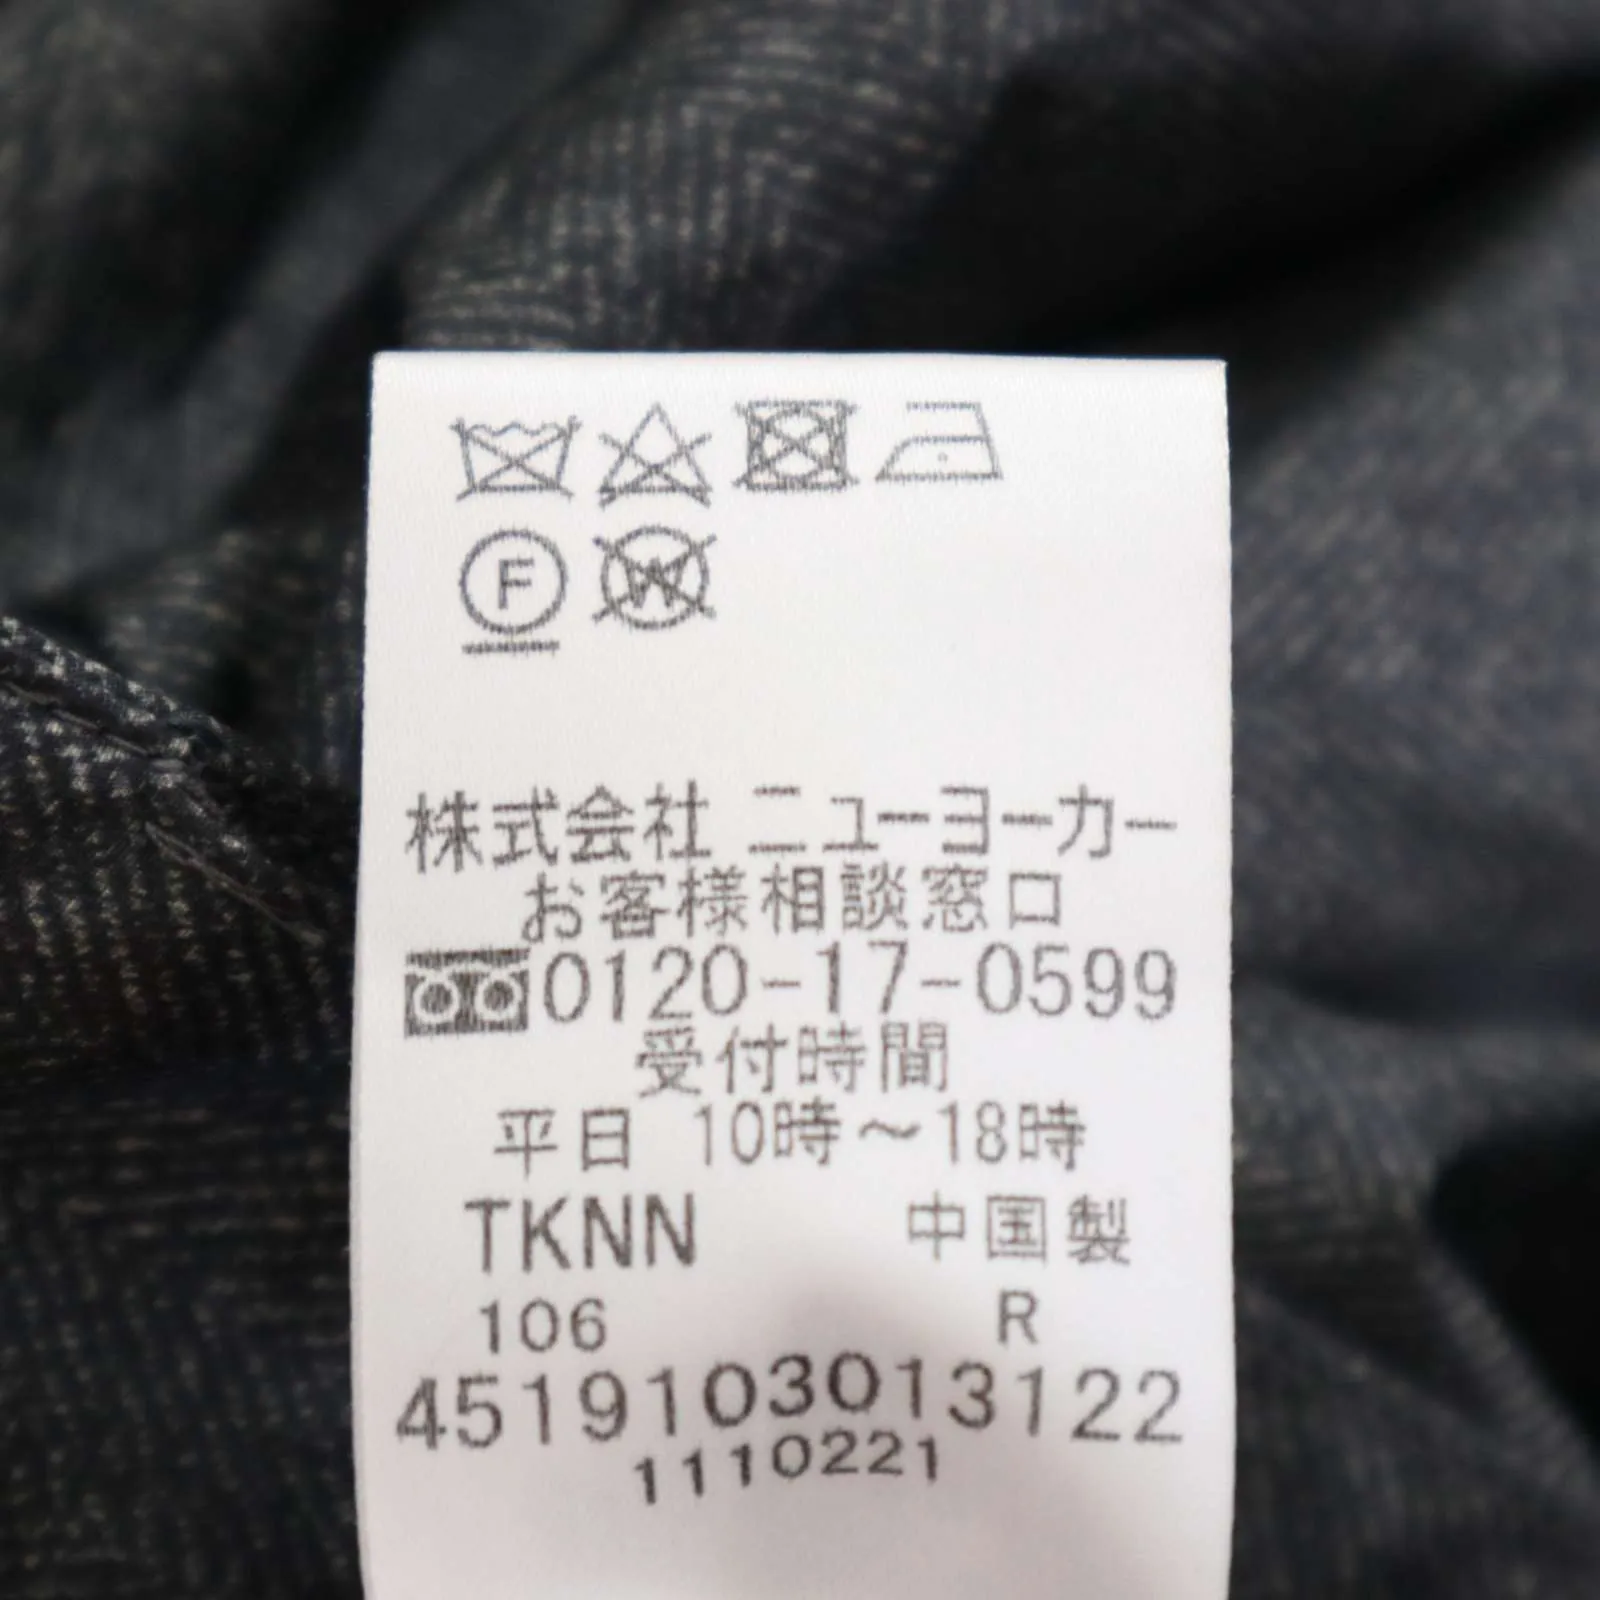 F W
株式会社 ニューヨーカー
お客様相談窓口
0120-17-0599
受付時間
平日 10時～18時
TKNN 中国製
106 R
4519103013122
1110221